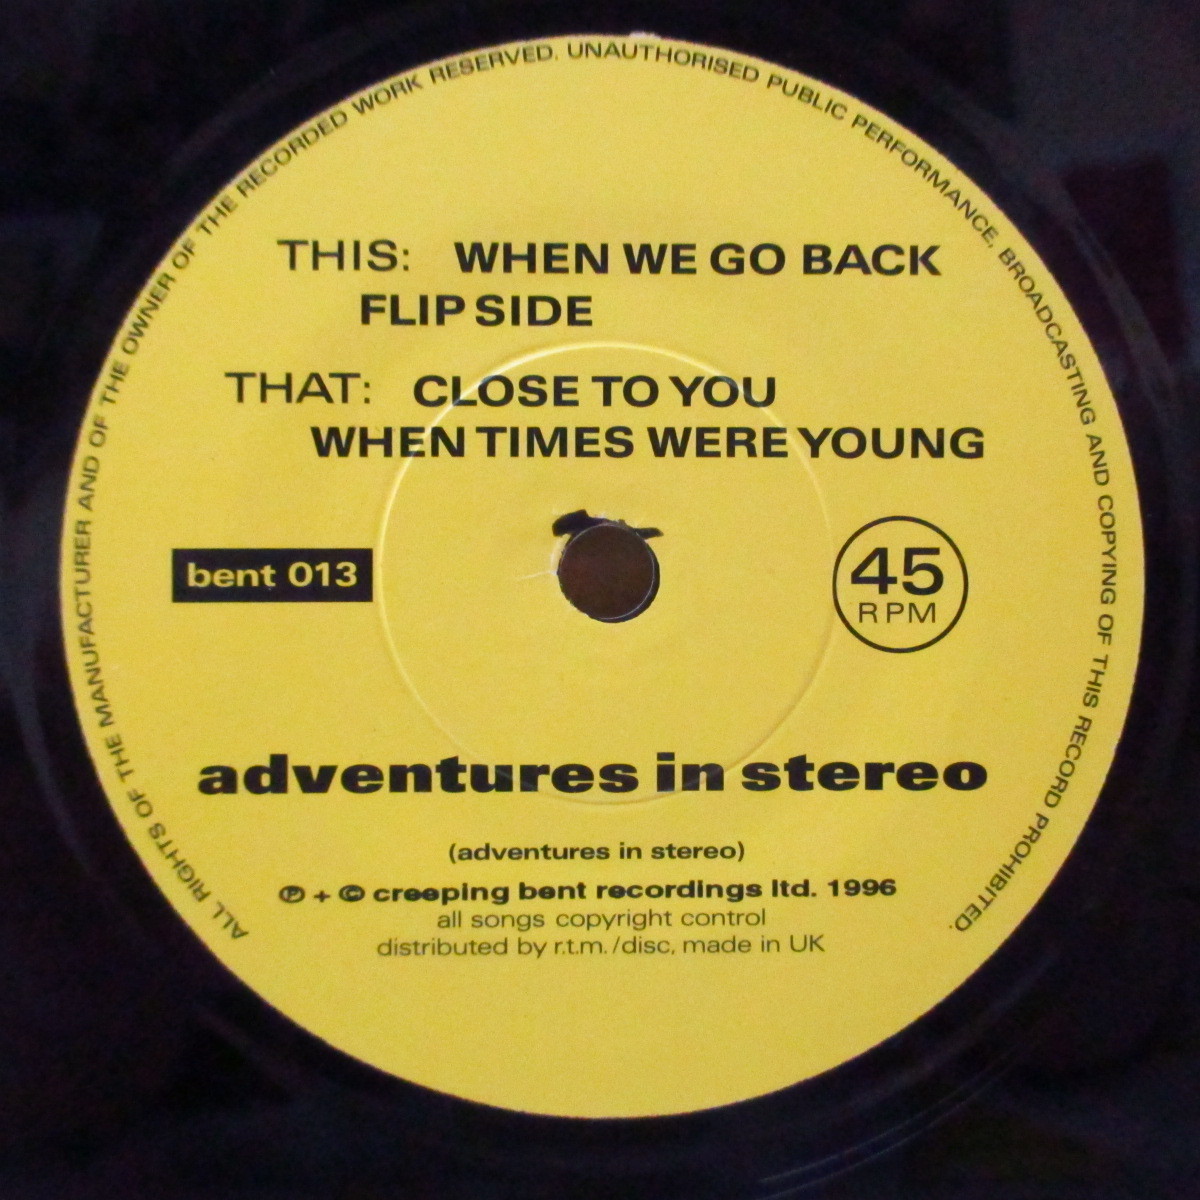 ALL RIGHTS OF THE MANUFACTURER AND OF THE OWNER OF THE RECORDED WORK RESERVED. UNAUTHORISED PUBLIC PERFORMANCE, BROADCASTING AND COPYING OF THIS RECORD PROHIBITED.
THIS: WHEN WE GO BACK
FLIP SIDE
THAT: CLOSE TO YOU
WHEN TIMES WERE YOUNG
bent 013
45
RPM
adventures in stereo
(adventures in stereo)
℗ + © creeping bent recordings ltd. 1996
all songs copyright control
distributed by r.t.m./disc, made in UK